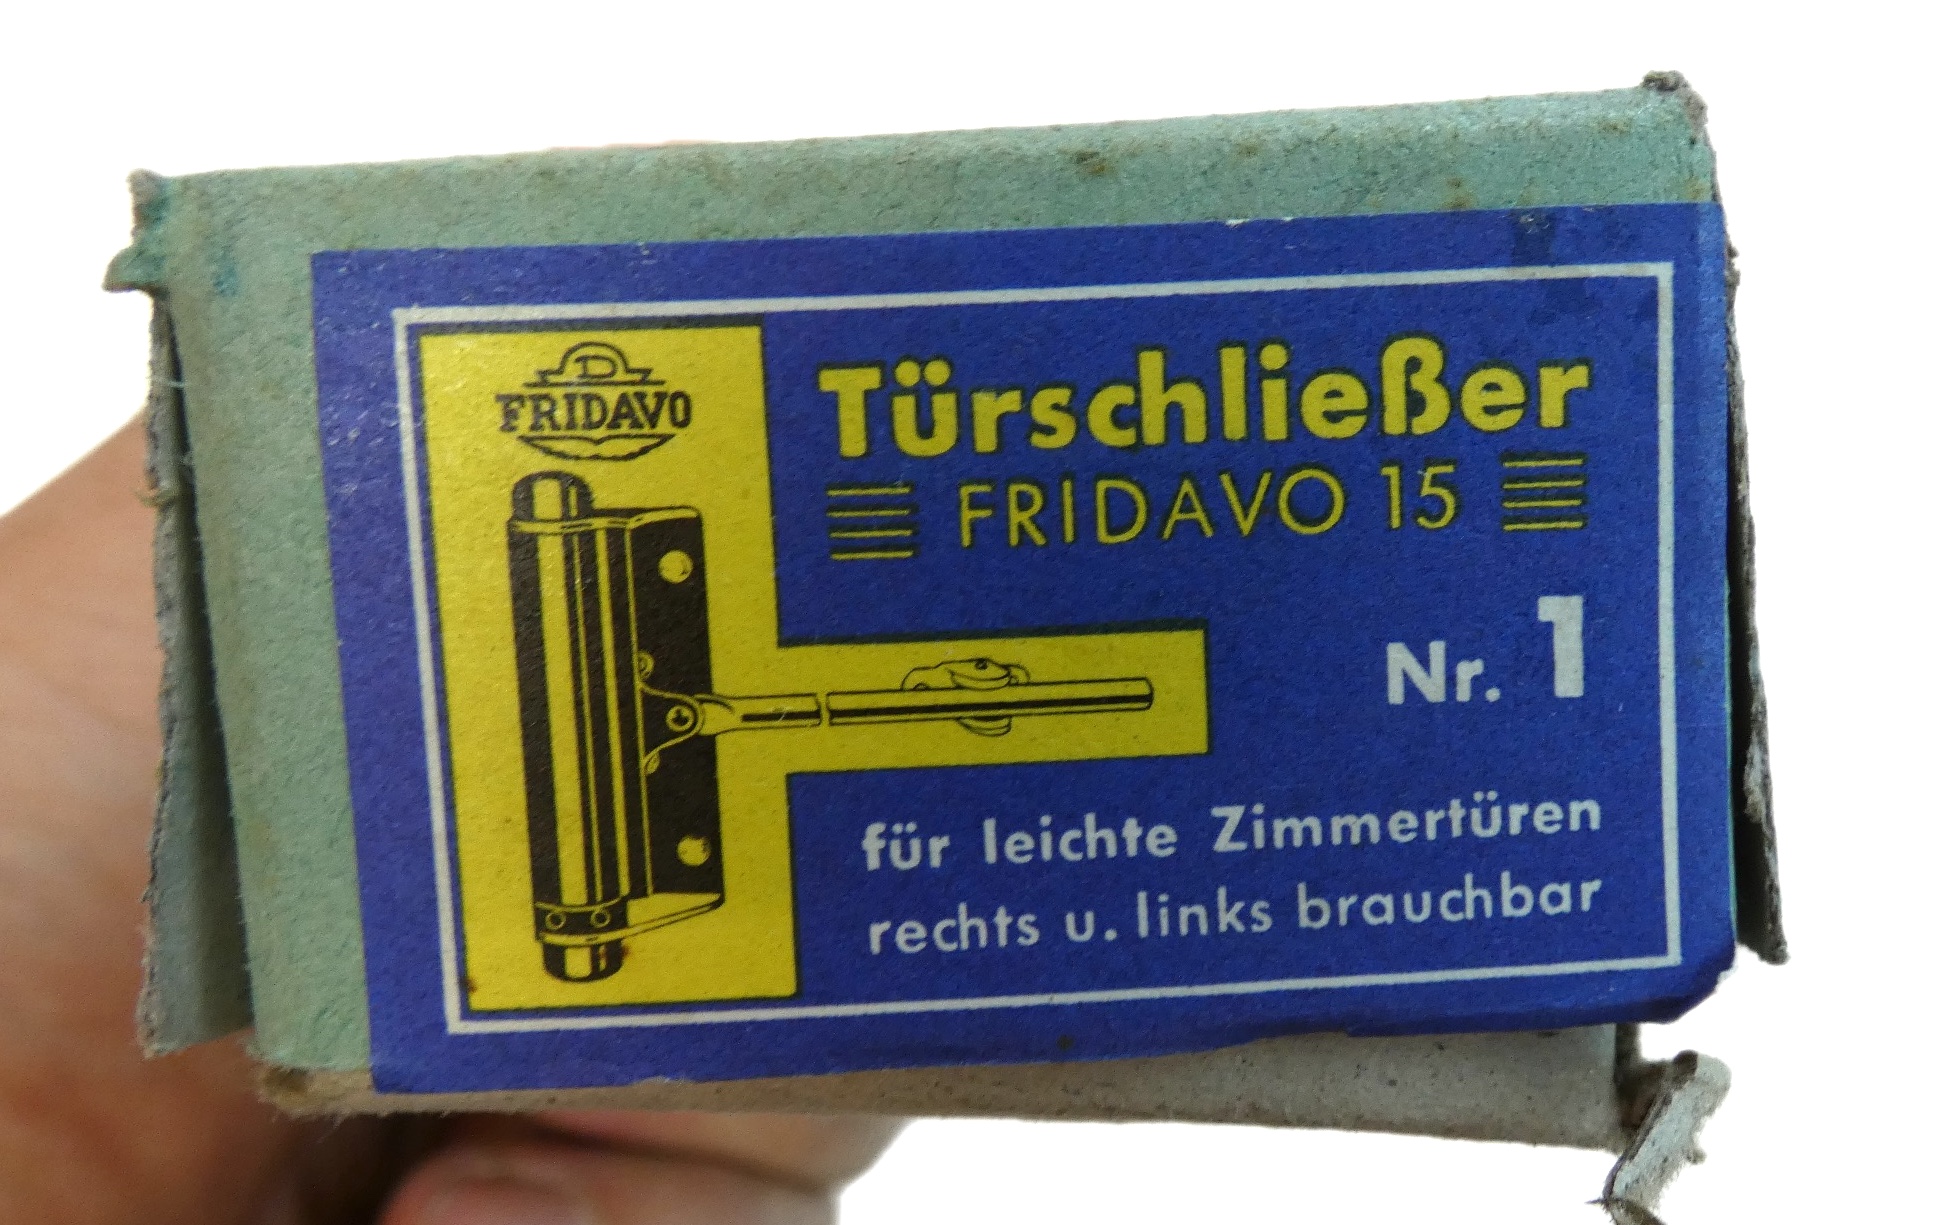 D
FRIDAVO
Türschließer
FRIDAVO 15
Nr. 1
für leichte Zimmertüren
rechts u. links brauchbar